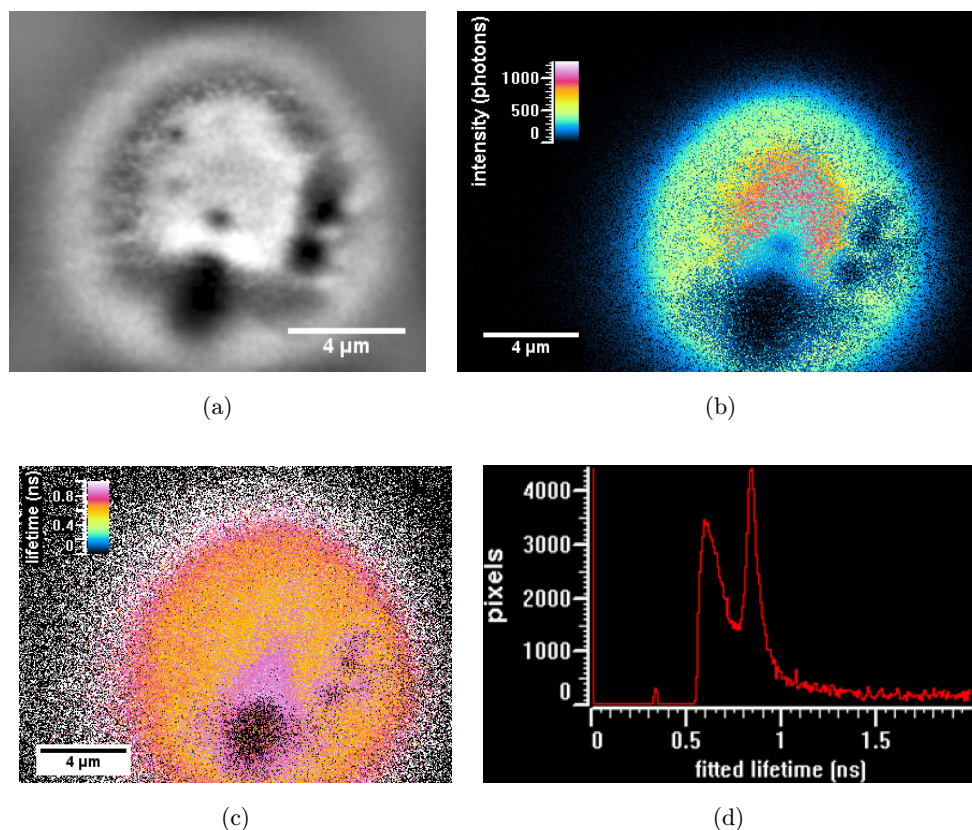 4 µm
(a)
intensity (photons)
1000
500
0
4 µm
(b)
lifetime (ns)
0.8
0.4
0
4 µm
(c)
pixels
4000
3000
2000
1000
0
0 0.5 1 1.5
fitted lifetime (ns)
(d)